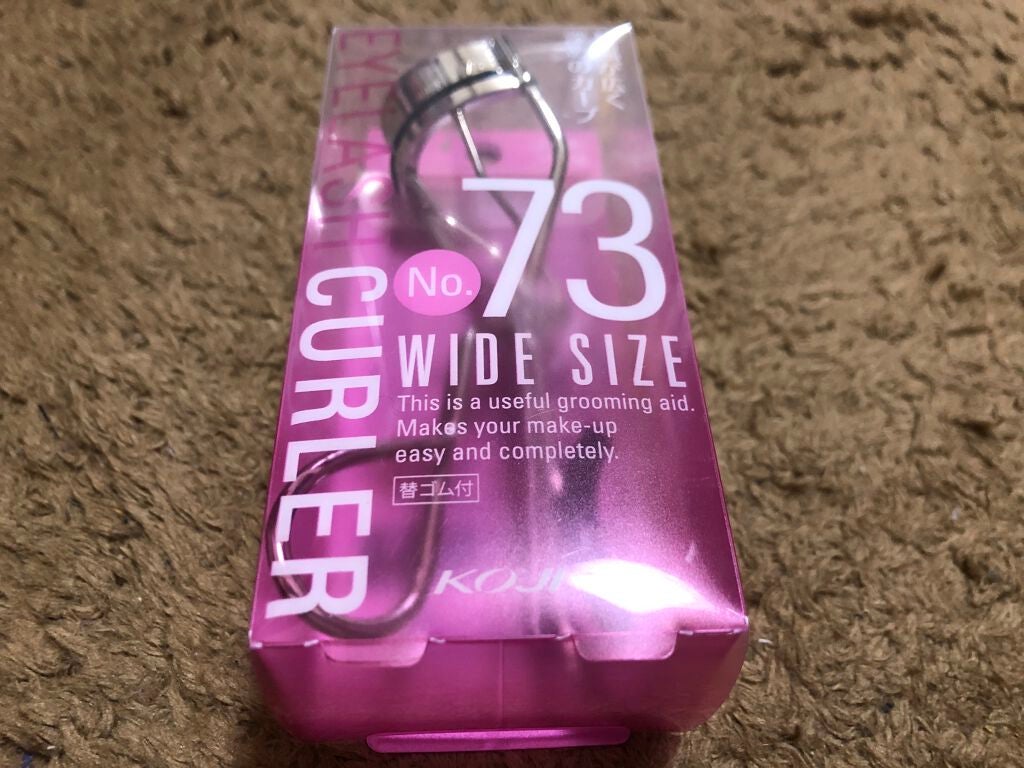 EYELASH CURLER
No.73
WIDE SIZE
This is a useful grooming aid.
Makes your make-up
easy and completely.
替ゴム付
KOJI